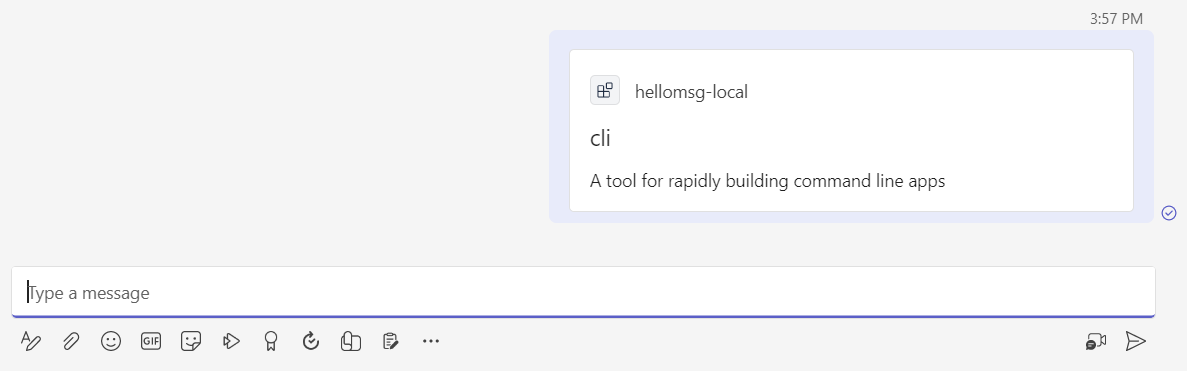 3:57 PM
hellomsg-local
cli
A tool for rapidly building command line apps
Type a message
GIF